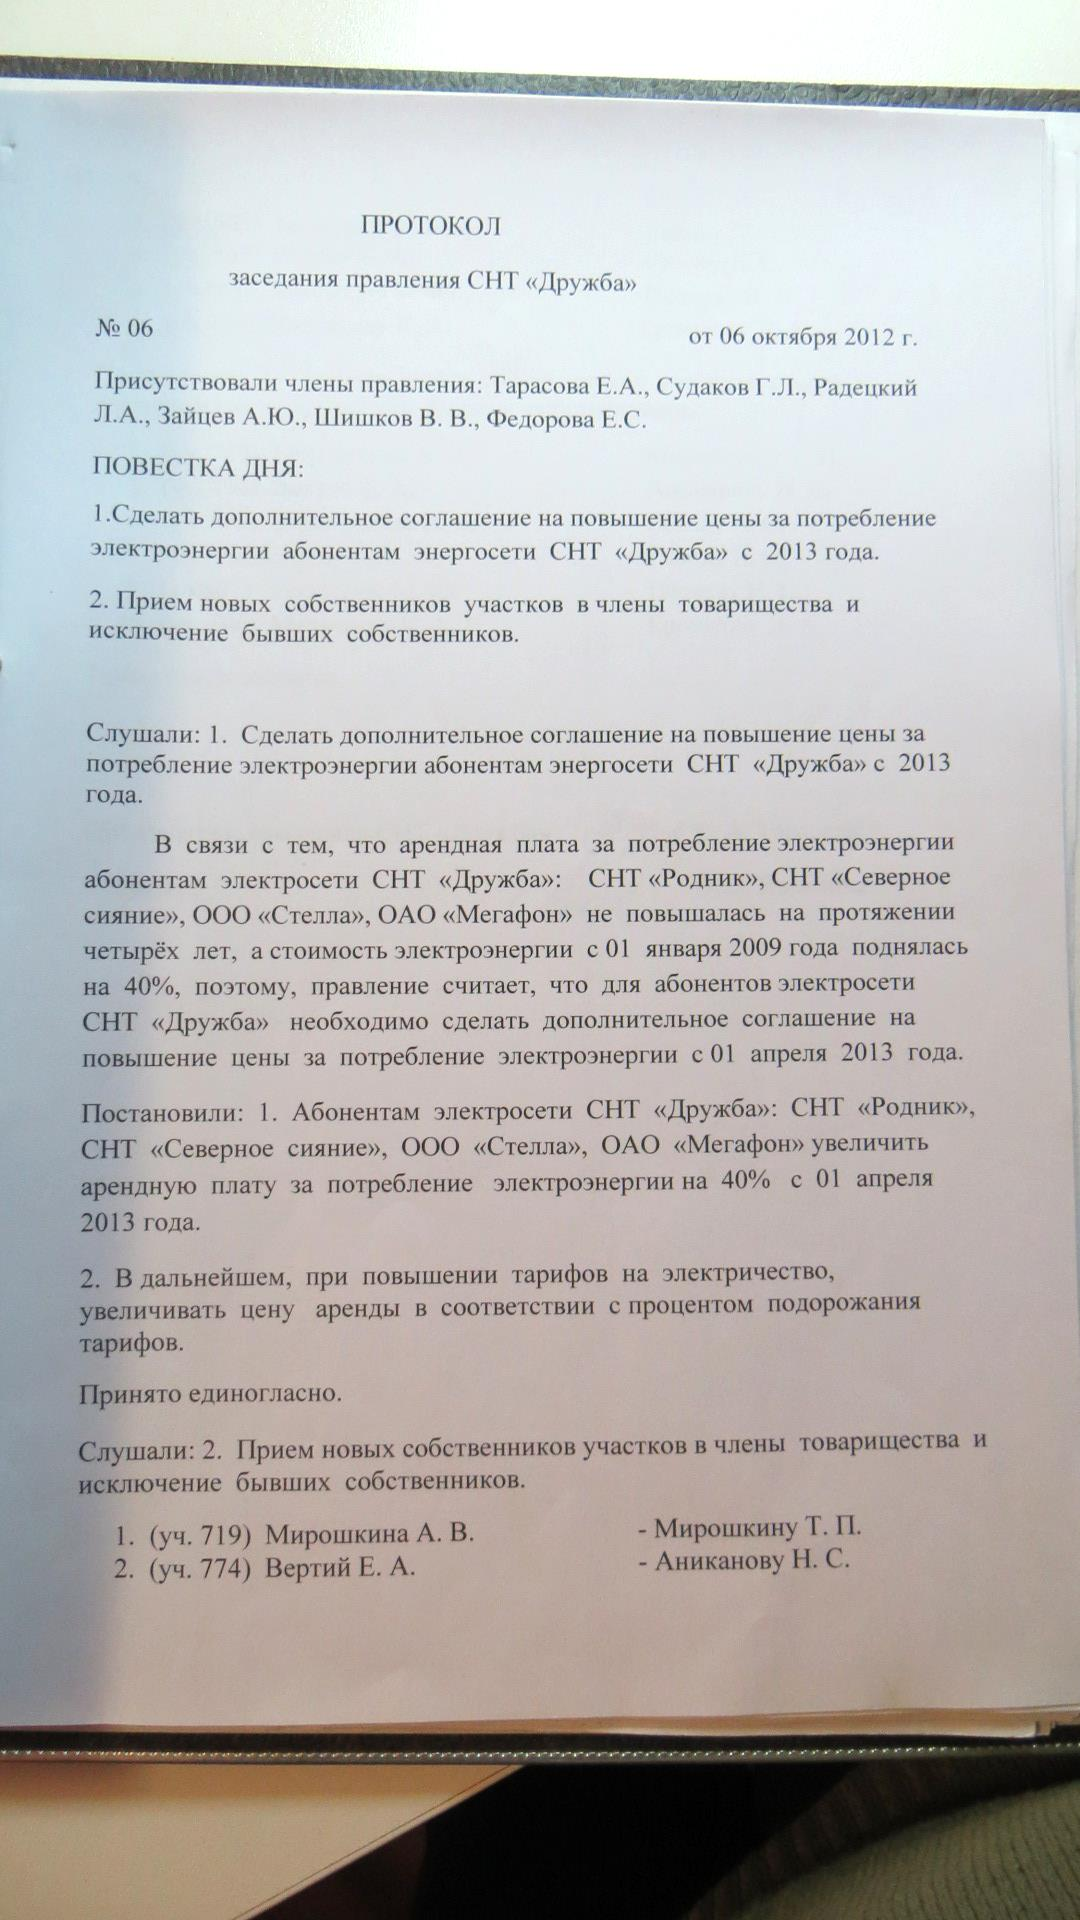 ПРОТОКОЛ
заседания правления СНТ «Дружба»
№ 06 от 06 октября 2012 г.
Присутствовали члены правления: Тарасова Е.А., Судаков Г.Л., Радецкий
Л.А., Зайцев А.Ю., Шишков В. В., Федорова Е.С.
ПОВЕСТКА ДНЯ:
1.Сделать дополнительное соглашение на повышение цены за потребление
электроэнергии абонентам энергосети СНТ «Дружба» с 2013 года.
2. Прием новых собственников участков в члены товарищества и
исключение бывших собственников.
Слушали: 1. Сделать дополнительное соглашение на повышение цены за
потребление электроэнергии абонентам энергосети СНТ «Дружба» с 2013
года.
В связи с тем, что арендная плата за потребление электроэнергии
абонентам электросети СНТ «Дружба»: СНТ «Родник», СНТ «Северное
сияние», ООО «Стелла», ОАО «Мегафон» не повышалась на протяжении
четырёх лет, а стоимость электроэнергии с 01 января 2009 года поднялась
на 40%, поэтому, правление считает, что для абонентов электросети
СНТ «Дружба» необходимо сделать дополнительное соглашение на
повышение цены за потребление электроэнергии с 01 апреля 2013 года.
Постановили: 1. Абонентам электросети СНТ «Дружба»: СНТ «Родник»,
СНТ «Северное сияние», ООО «Стелла», ОАО «Мегафон» увеличить
арендную плату за потребление электроэнергии на 40% с 01 апреля
2013 года.
2. В дальнейшем, при повышении тарифов на электричество,
увеличивать цену аренды в соответствии с процентом подорожания
тарифов.
Принято единогласно.
Слушали: 2. Прием новых собственников участков в члены товарищества и
исключение бывших собственников.
1. (уч. 719) Мирошкина А. В. - Мирошкину Т. П.
2. (уч. 774) Вертий Е. А. - Аниканову Н. С.